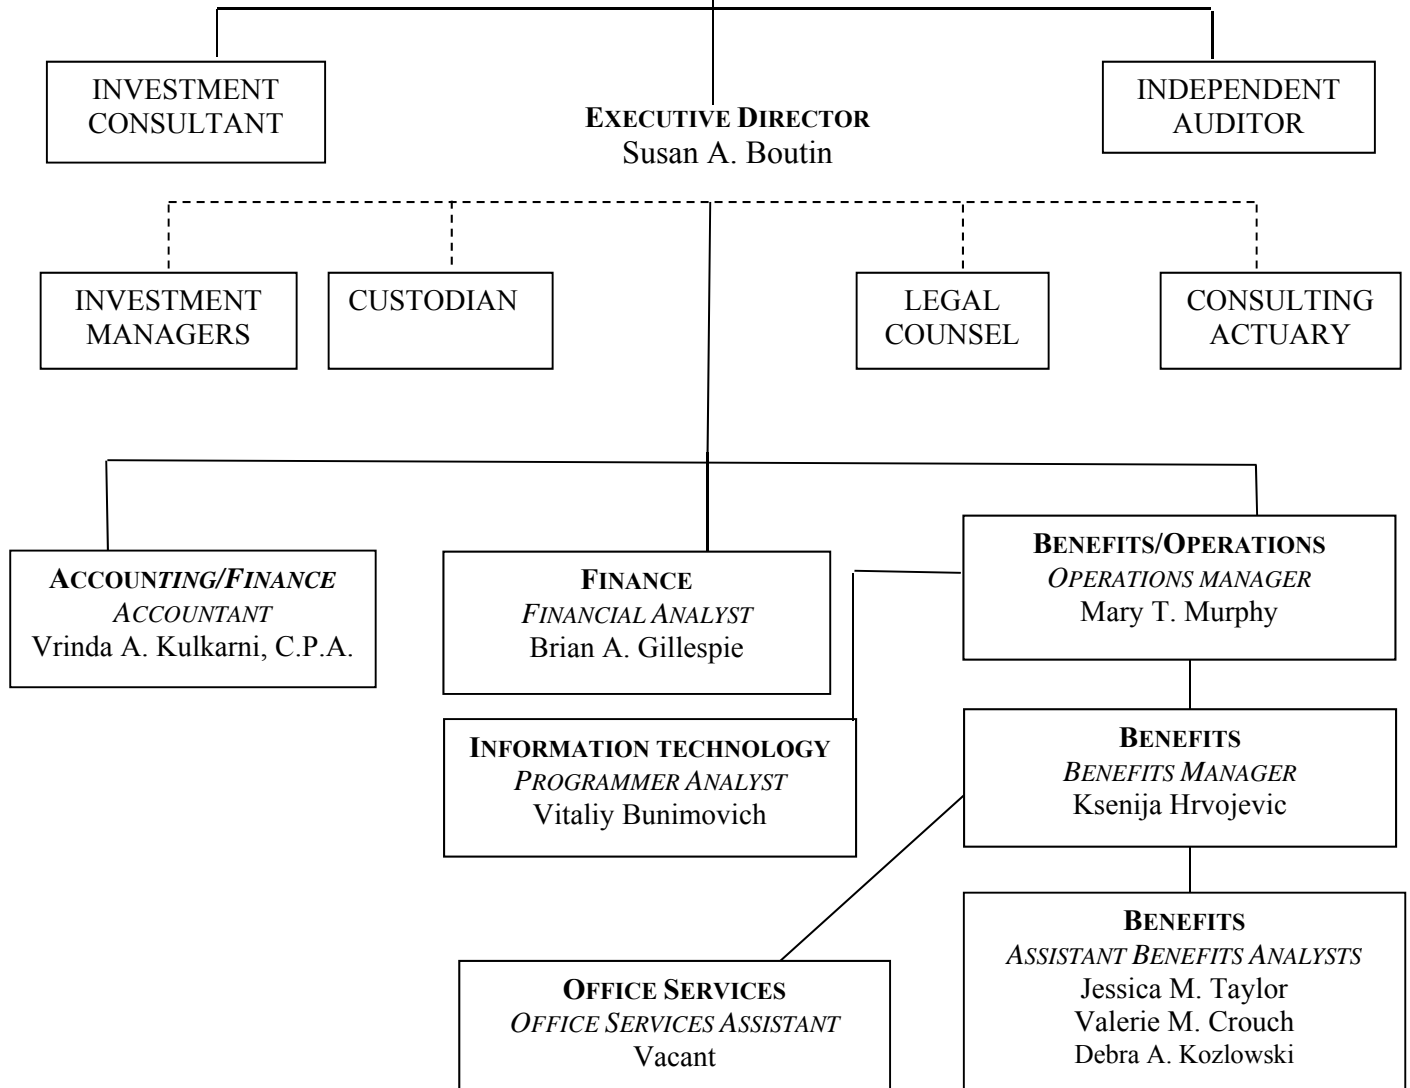 INVESTMENT
CONSULTANT
EXECUTIVE DIRECTOR
Susan A. Boutin
INDEPENDENT
AUDITOR
INVESTMENT
MANAGERS
CUSTODIAN
LEGAL
COUNSEL
CONSULTING
ACTUARY
ACCOUNTING/FINANCE
ACCOUNTANT
Vrinda A. Kulkarni, C.P.A.
FINANCE
FINANCIAL ANALYST
Brian A. Gillespie
BENEFITS/OPERATIONS
OPERATIONS MANAGER
Mary T. Murphy
INFORMATION TECHNOLOGY
PROGRAMMER ANALYST
Vitaliy Bunimovich
BENEFITS
BENEFITS MANAGER
Ksenija Hrvojevic
OFFICE SERVICES
OFFICE SERVICES ASSISTANT
Vacant
BENEFITS
ASSISTANT BENEFITS ANALYSTS
Jessica M. Taylor
Valerie M. Crouch
Debra A. Kozlowski